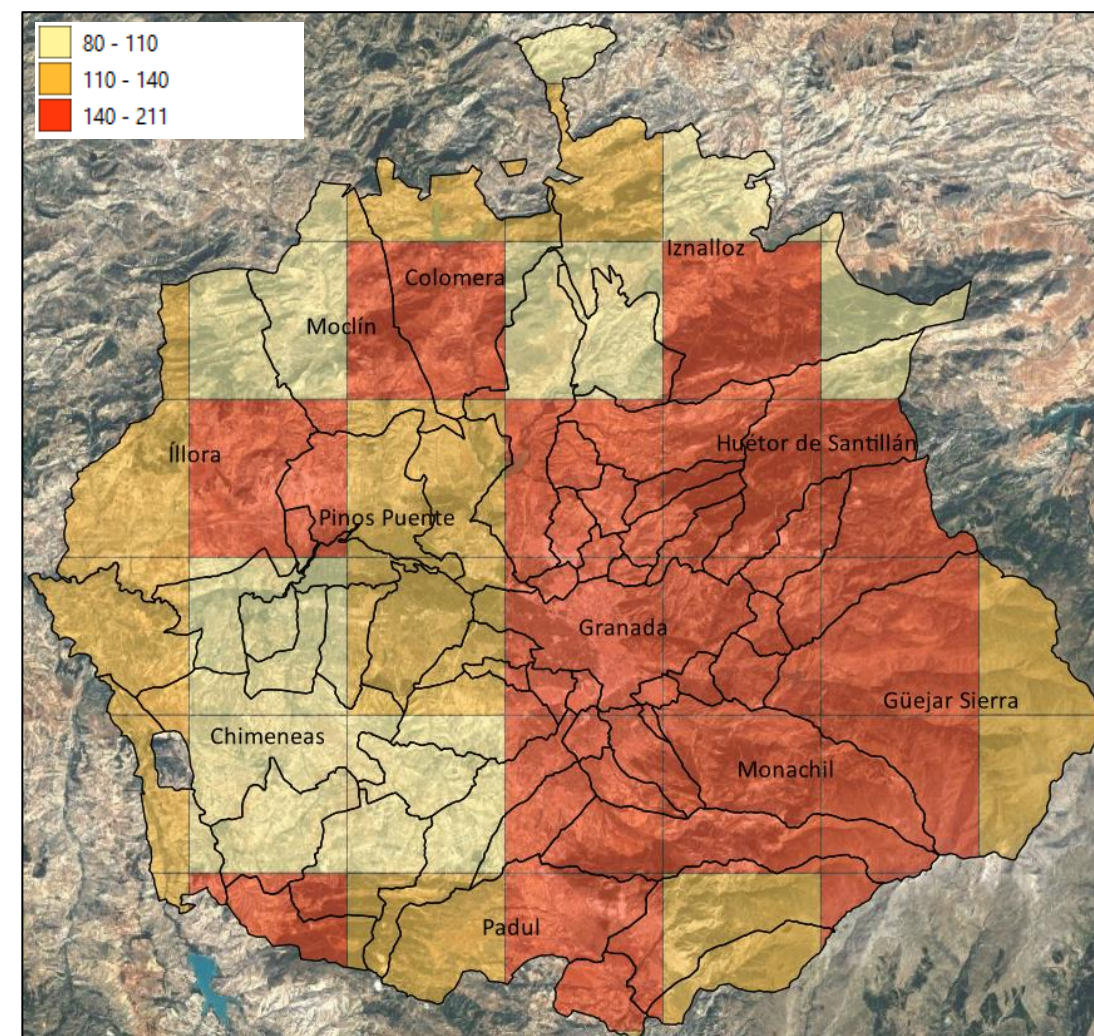 80 - 110
110 - 140
140 - 211
Iznalloz
Colomera
Moclín
Huétor de Santillán
Íllora
Pinos Puente
Granada
Güejar Sierra
Chimeneas
Monachil
Padul